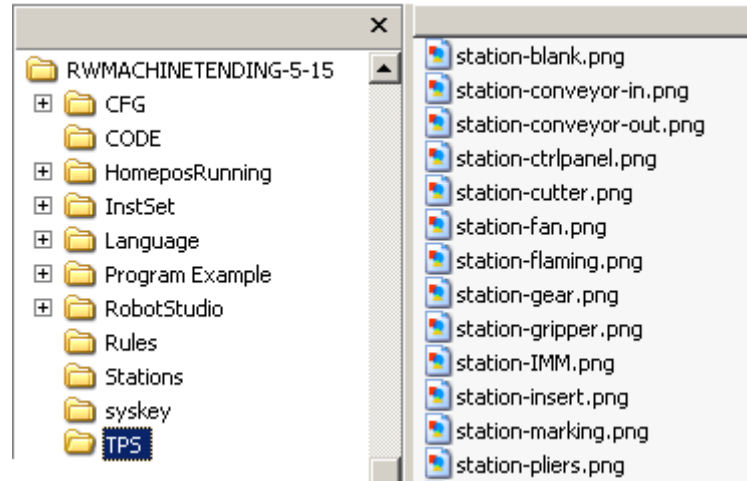 RWMACHINETENDING-5-15
CFG
CODE
HomeposRunning
InstSet
Language
Program Example
RobotStudio
Rules
Stations
syskey
TPS
station-blank.png
station-conveyor-in.png
station-conveyor-out.png
station-ctrlpanel.png
station-cutter.png
station-fan.png
station-flaming.png
station-gear.png
station-gripper.png
station-IMM.png
station-insert.png
station-marking.png
station-pliers.png